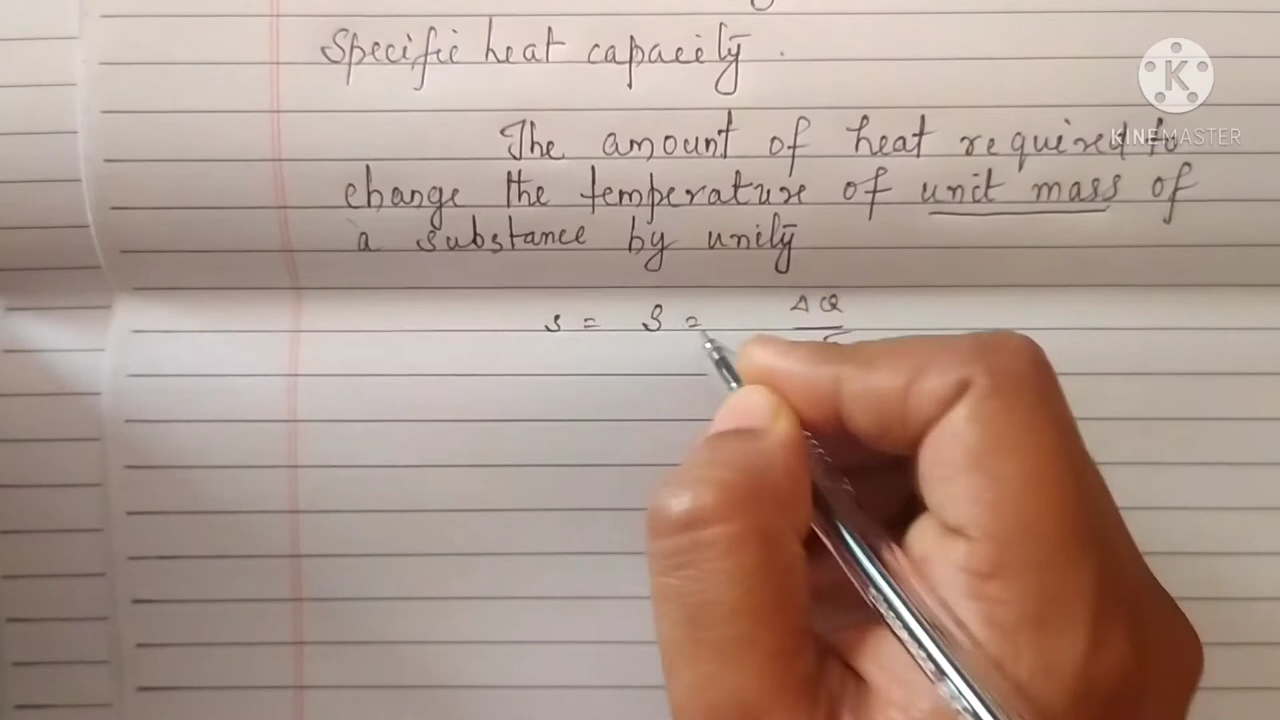 Specific heat capacity.
KINEMASTER
The amount of heat required to
change the temperature of unit mass of
a substance by unity
s = S = ΔQ